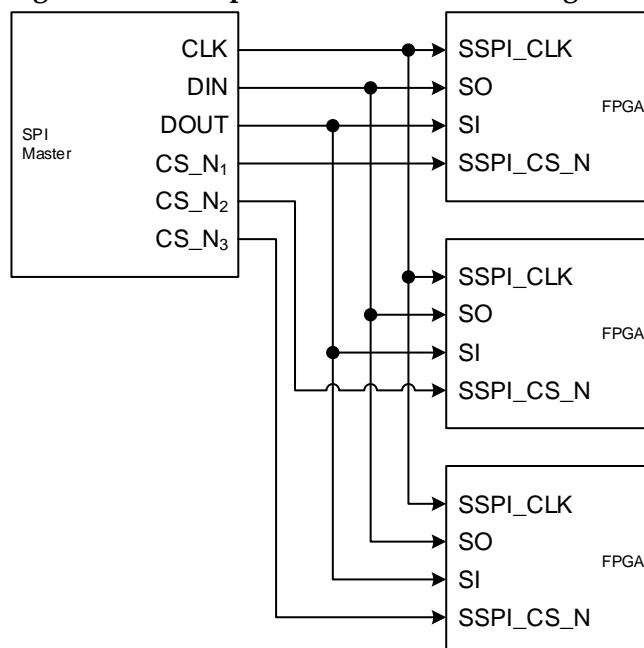 CLK
DIN
DOUT
CS_N₁
CS_N₂
CS_N₃
SPI
Master
SSPI_CLK
SO
SI
SSPI_CS_N
FPGA
SSPI_CLK
SO
SI
SSPI_CS_N
FPGA
SSPI_CLK
SO
SI
SSPI_CS_N
FPGA